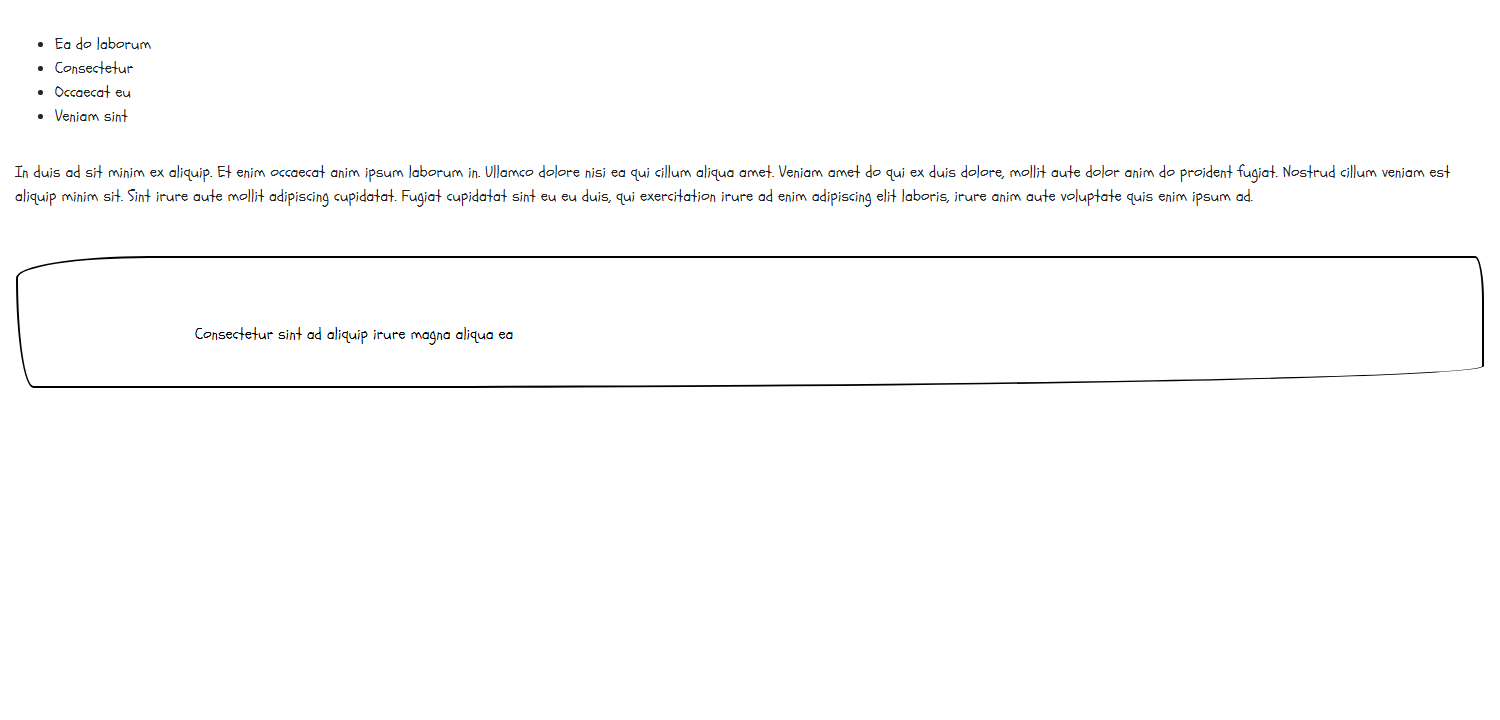 Ea do laborum
Consectetur
Occaecat eu
Veniam sint
In duis ad sit minim ex aliquip. Et enim occaecat anim ipsum laborum in. Ullamco dolore nisi ea qui cillum aliqua amet. Veniam amet do qui ex duis dolore, mollit aute dolor anim do proident fugiat. Nostrud cillum veniam est
aliquip minim sit. Sint irure aute mollit adipiscing cupidatat. Fugiat cupidatat sint eu eu duis, qui exercitation irure ad enim adipiscing elit laboris, irure anim aute voluptate quis enim ipsum ad.
Consectetur sint ad aliquip irure magna aliqua ea